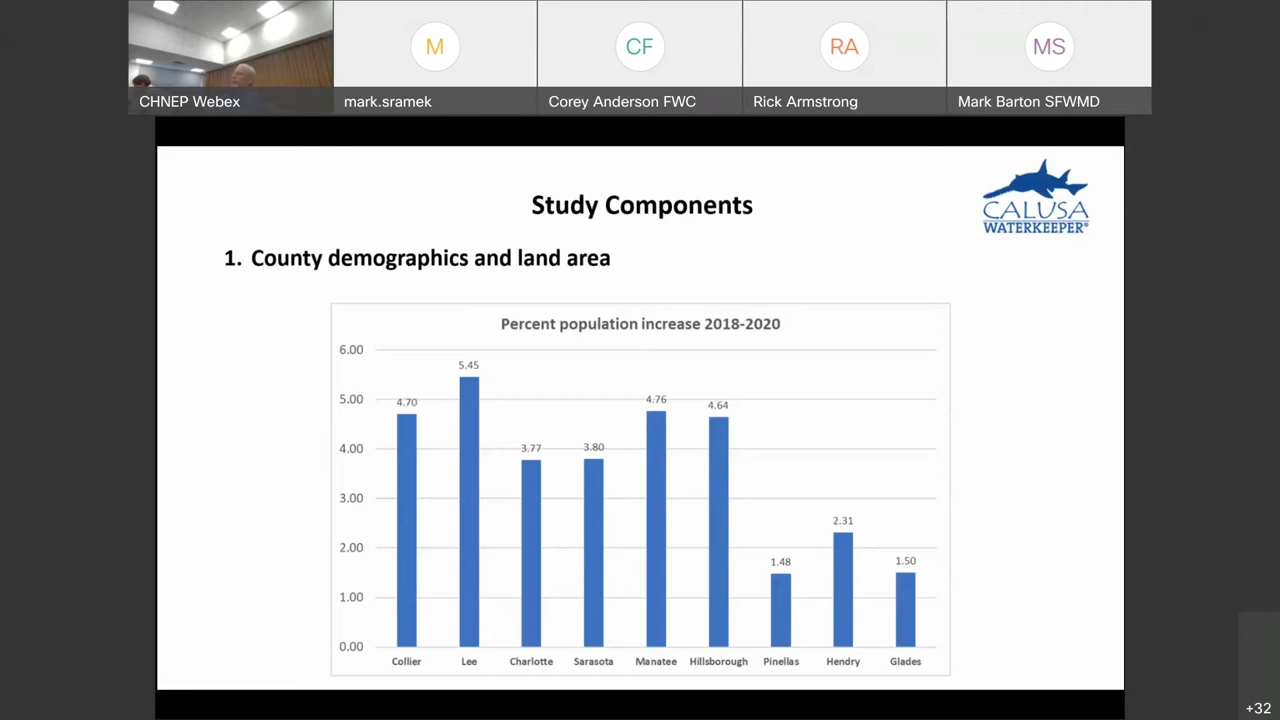 M
CF
RA
MS
CHNEP Webex
mark.sramek
Corey Anderson FWC
Rick Armstrong
Mark Barton SFWMD
Study Components
CALUSA
WATERKEEPER®
1. County demographics and land area
Percent population increase 2018-2020
6.00
5.00
4.00
3.00
2.00
1.00
0.00
4.70
5.45
3.77
3.80
4.76
4.64
1.48
2.31
1.50
Collier
Lee
Charlotte
Sarasota
Manatee
Hillsborough
Pinellas
Hendry
Glades
+32